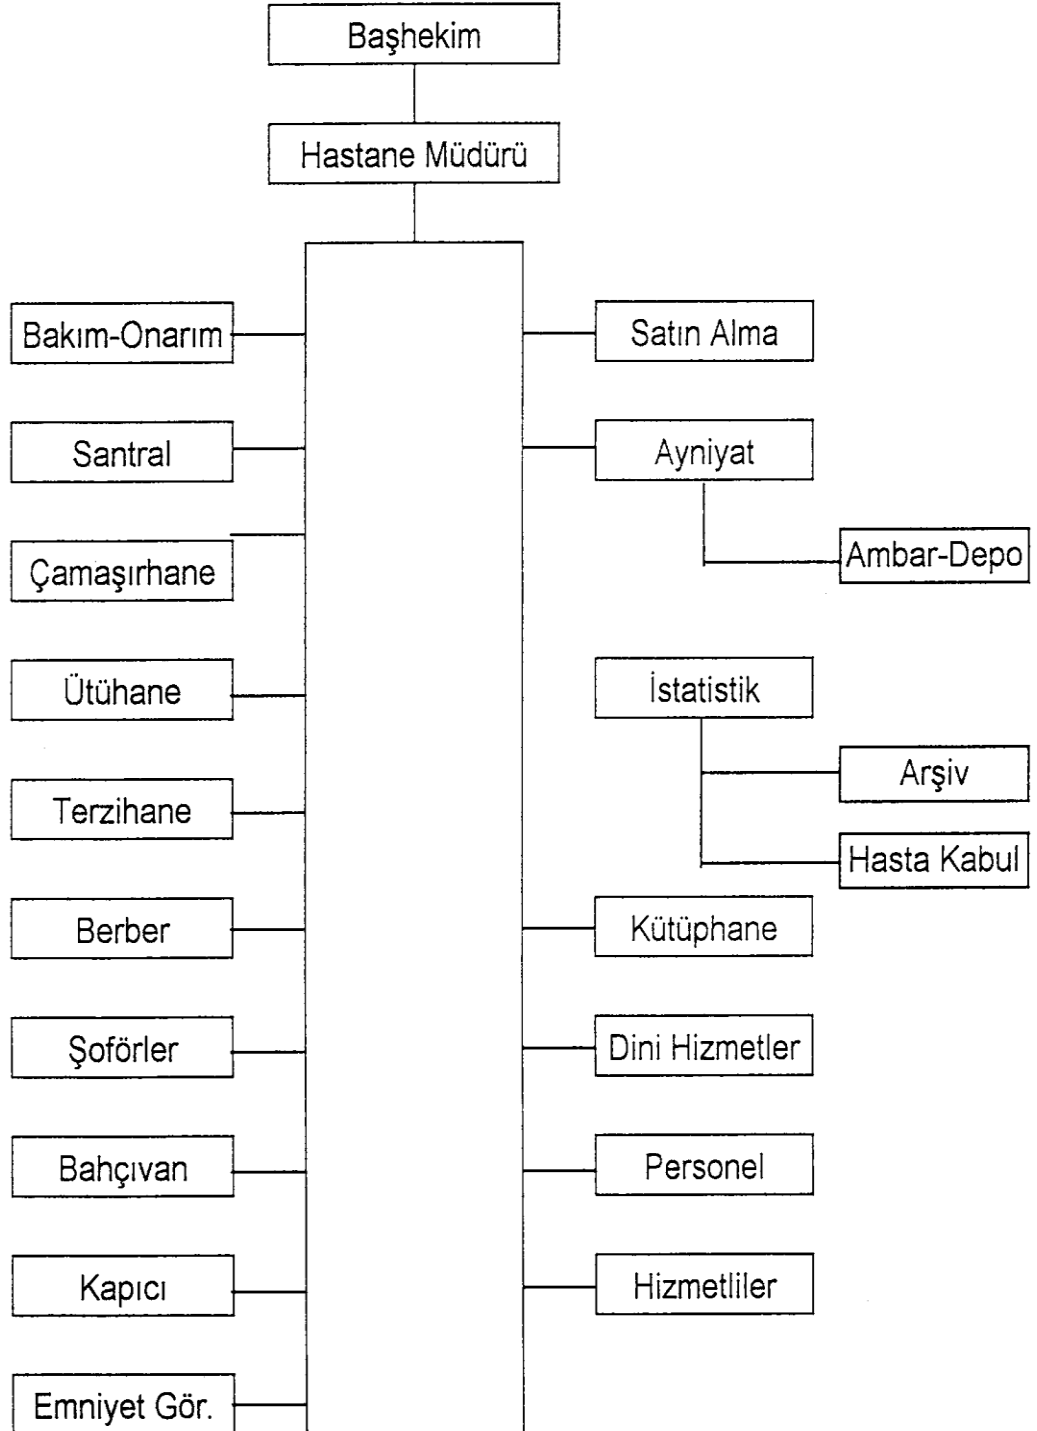 Başhekim
Hastane Müdürü
Bakım-Onarım
Santral
Çamaşırhane
Ütühane
Terzihane
Berber
Şoförler
Bahçıvan
Kapıcı
Emniyet Gör.
Satın Alma
Ayniyat
Ambar-Depo
İstatistik
Arşiv
Hasta Kabul
Kütüphane
Dini Hizmetler
Personel
Hizmetliler